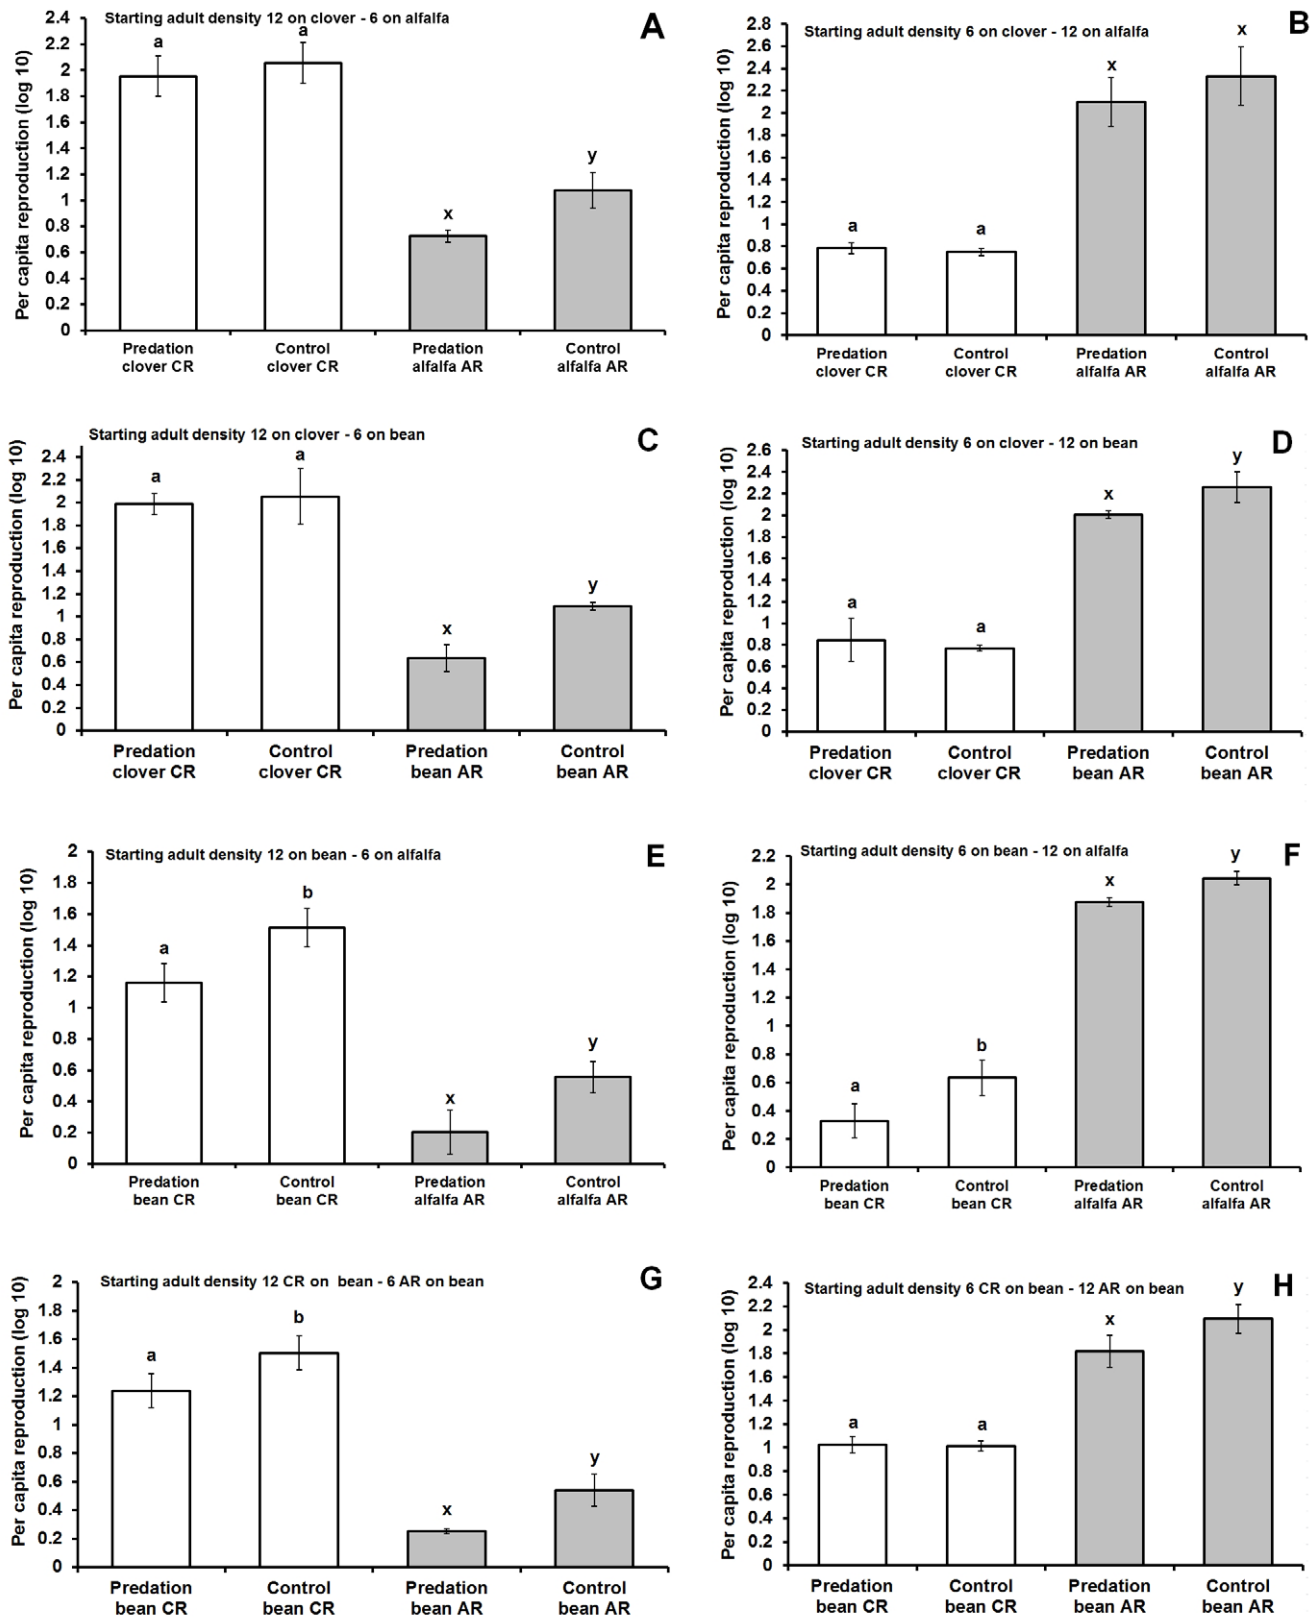 Starting adult density 12 on clover - 6 on alfalfa
A
Per capita reproduction (log 10)
2.4
2.2
2
1.8
1.6
1.4
1.2
1
0.8
0.6
0.4
0.2
0
a
a
x
y
Predation
clover CR
Control
clover CR
Predation
alfalfa AR
Control
alfalfa AR
Starting adult density 6 on clover - 12 on alfalfa
B
Per capita reproduction (log 10)
2.8
2.6
2.4
2.2
2
1.8
1.6
1.4
1.2
1
0.8
0.6
0.4
0.2
0
a
a
x
x
Predation
clover CR
Control
clover CR
Predation
alfalfa AR
Control
alfalfa AR
Starting adult density 12 on clover - 6 on bean
C
Per capita reproduction (log 10)
2.4
2.2
2
1.8
1.6
1.4
1.2
1
0.8
0.6
0.4
0.2
0
a
a
x
y
Predation
clover CR
Control
clover CR
Predation
bean AR
Control
bean AR
Starting adult density 6 on clover - 12 on bean
D
Per capita reproduction (log 10)
2.6
2.4
2.2
2
1.8
1.6
1.4
1.2
1
0.8
0.6
0.4
0.2
0
a
a
x
y
Predation
clover CR
Control
clover CR
Predation
bean AR
Control
bean AR
Starting adult density 12 on bean - 6 on alfalfa
E
Per capita reproduction (log 10)
2
1.8
1.6
1.4
1.2
1
0.8
0.6
0.4
0.2
0
a
b
x
y
Predation
bean CR
Control
bean CR
Predation
alfalfa AR
Control
alfalfa AR
Starting adult density 6 on bean - 12 on alfalfa
F
Per capita reproduction (log 10)
2.2
2
1.8
1.6
1.4
1.2
1
0.8
0.6
0.4
0.2
0
a
b
x
y
Predation
bean CR
Control
bean CR
Predation
alfalfa AR
Control
alfalfa AR
Starting adult density 12 CR on bean - 6 AR on bean
G
Per capita reproduction (log 10)
2
1.8
1.6
1.4
1.2
1
0.8
0.6
0.4
0.2
0
a
b
x
y
Predation
bean CR
Control
bean CR
Predation
bean AR
Control
bean AR
Starting adult density 6 CR on bean - 12 AR on bean
H
Per capita reproduction (log 10)
2.4
2.2
2
1.8
1.6
1.4
1.2
1
0.8
0.6
0.4
0.2
0
a
a
x
y
Predation
bean CR
Control
bean CR
Predation
bean AR
Control
bean AR